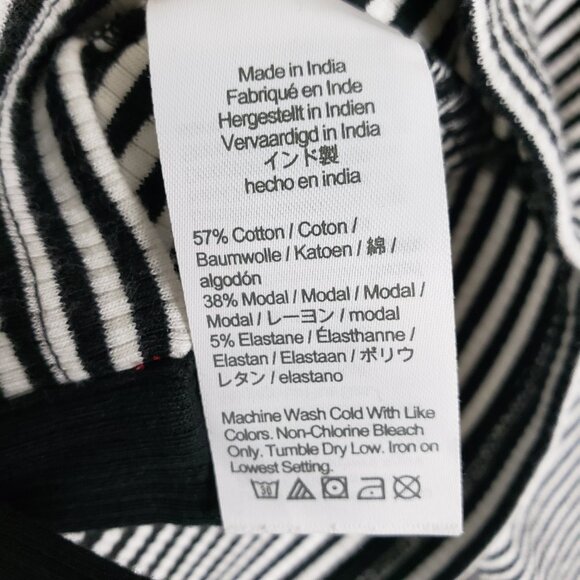 Made in India
Fabriqué en Inde
Hergestellt in Indien
Vervaardigd in India
インド製
hecho en india
57% Cotton / Coton /
Baumwolle / Katoen / 綿 /
algodón
38% Modal / Modal / Modal /
Modal / レーヨン / modal
5% Elastane / Élasthanne /
Elastan / Elastaan / ポリウ
レタン / elastano
Machine Wash Cold With Like
Colors. Non-Chlorine Bleach
Only. Tumble Dry Low. Iron on
Lowest Setting.
30